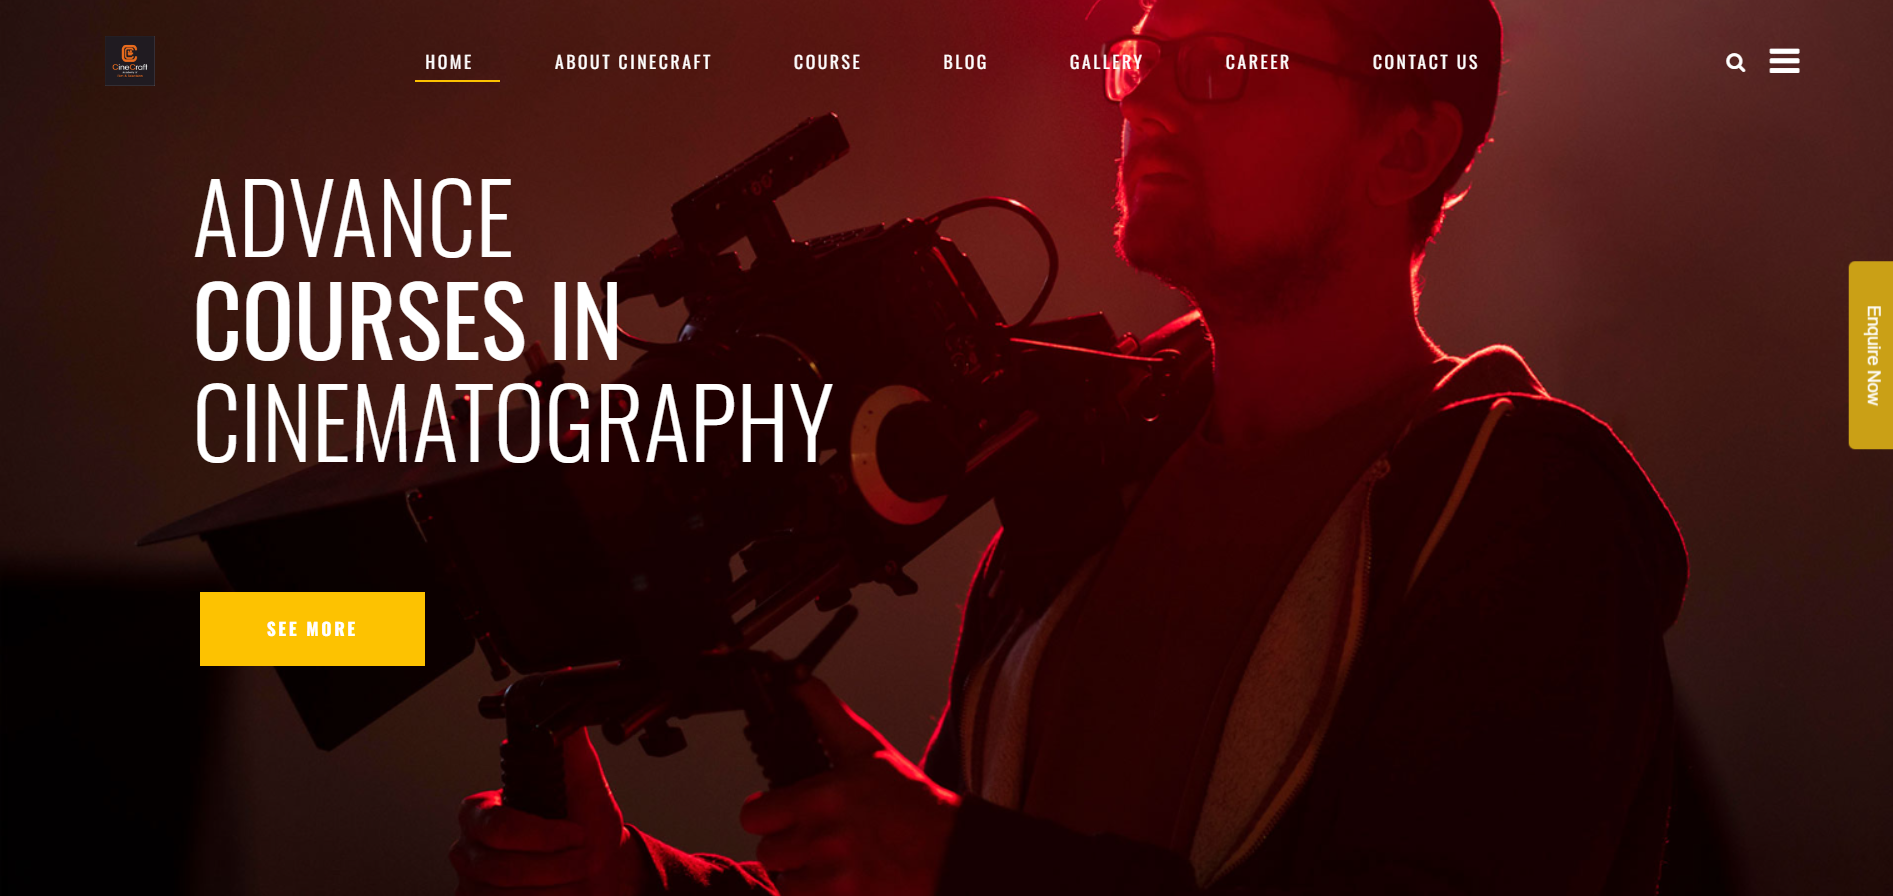 CineCraft
HOME
ABOUT CINECRAFT
COURSE
BLOG
GALLERY
CAREER
CONTACT US
ADVANCE
COURSES IN
CINEMATOGRAPHY
SEE MORE
Enquire Now